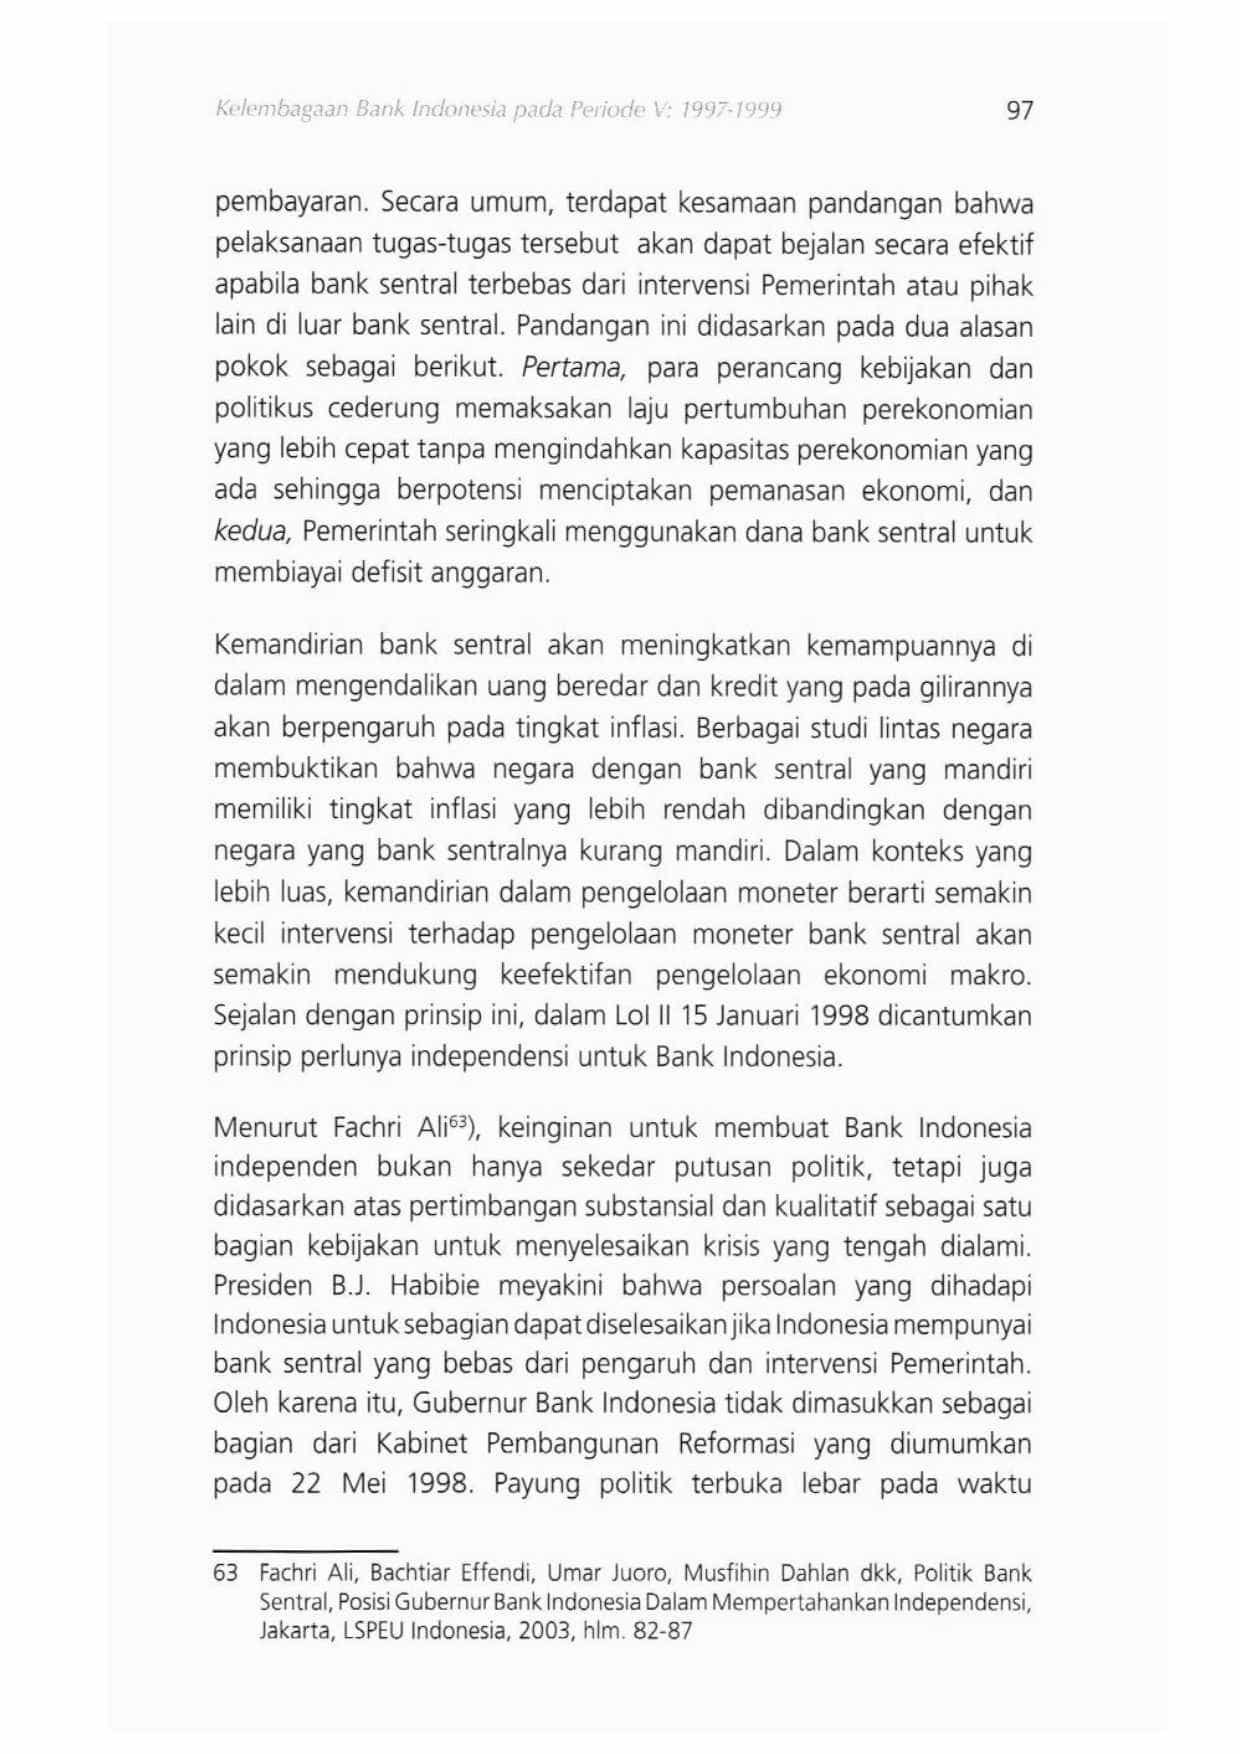 Kelembagaan Bank Indonesia pada Periode V: 1997-1999 97
pembayaran. Secara umum, terdapat kesamaan pandangan bahwa
pelaksanaan tugas-tugas tersebut akan dapat bejalan secara efektif
apabila bank sentral terbebas dari intervensi Pemerintah atau pihak
lain di luar bank sentral. Pandangan ini didasarkan pada dua alasan
pokok sebagai berikut. Pertama, para perancang kebijakan dan
politikus cederung memaksakan laju pertumbuhan perekonomian
yang lebih cepat tanpa mengindahkan kapasitas perekonomian yang
ada sehingga berpotensi menciptakan pemanasan ekonomi, dan
kedua, Pemerintah seringkali menggunakan dana bank sentral untuk
membiayai defisit anggaran.
Kemandirian bank sentral akan meningkatkan kemampuannya di
dalam mengendalikan uang beredar dan kredit yang pada gilirannya
akan berpengaruh pada tingkat inflasi. Berbagai studi lintas negara
membuktikan bahwa negara dengan bank sentral yang mandiri
memiliki tingkat inflasi yang lebih rendah dibandingkan dengan
negara yang bank sentralnya kurang mandiri. Dalam konteks yang
lebih luas, kemandirian dalam pengelolaan moneter berarti semakin
kecil intervensi terhadap pengelolaan moneter bank sentral akan
semakin mendukung keefektifan pengelolaan ekonomi makro.
Sejalan dengan prinsip ini, dalam LoI II 15 Januari 1998 dicantumkan
prinsip perlunya independensi untuk Bank Indonesia.
Menurut Fachri Ali63), keinginan untuk membuat Bank Indonesia
independen bukan hanya sekedar putusan politik, tetapi juga
didasarkan atas pertimbangan substansial dan kualitatif sebagai satu
bagian kebijakan untuk menyelesaikan krisis yang tengah dialami.
Presiden B.J. Habibie meyakini bahwa persoalan yang dihadapi
Indonesia untuk sebagian dapat diselesaikan jika Indonesia mempunyai
bank sentral yang bebas dari pengaruh dan intervensi Pemerintah.
Oleh karena itu, Gubernur Bank Indonesia tidak dimasukkan sebagai
bagian dari Kabinet Pembangunan Reformasi yang diumumkan
pada 22 Mei 1998. Payung politik terbuka lebar pada waktu
63 Fachri Ali, Bachtiar Effendi, Umar Juoro, Musfihin Dahlan dkk, Politik Bank
Sentral, Posisi Gubernur Bank Indonesia Dalam Mempertahankan Independensi,
Jakarta, LSPEU Indonesia, 2003, hlm. 82-87